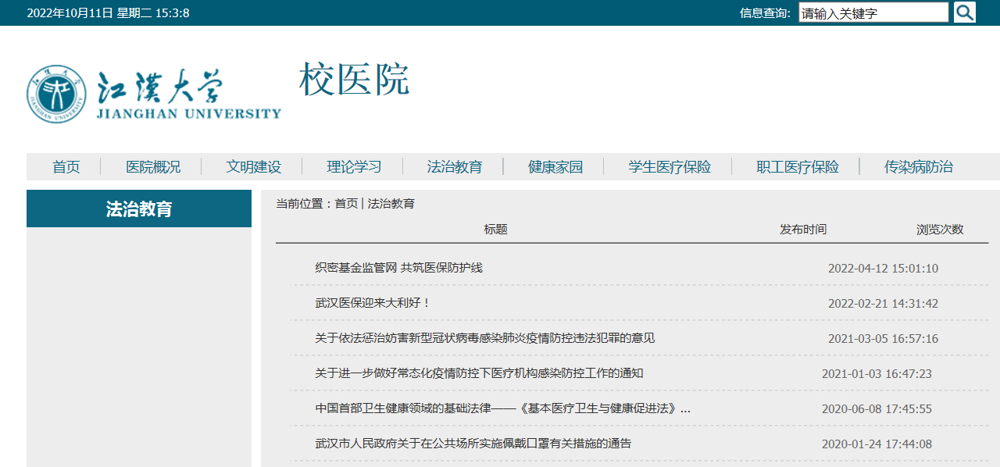 2022年10月11日 星期二 15:3:8 信息查询: 请输入关键字
江漢大学 校医院
JIANGHAN UNIVERSITY
首页 医院概况 文明建设 理论学习 法治教育 健康家园 学生医疗保险 职工医疗保险 传染病防治
法治教育
当前位置：首页 | 法治教育
标题 发布时间 浏览次数
织密基金监管网 共筑医保防护线 2022-04-12 15:01:10
武汉医保迎来大利好！ 2022-02-21 14:31:42
关于依法惩治妨害新型冠状病毒感染肺炎疫情防控违法犯罪的意见 2021-03-05 16:57:16
关于进一步做好常态化疫情防控下医疗机构感染防控工作的通知 2021-01-03 16:47:23
中国首部卫生健康领域的基础法律——《基本医疗卫生与健康促进法》... 2020-06-08 17:45:55
武汉市人民政府关于在公共场所实施佩戴口罩有关措施的通告 2020-01-24 17:44:08